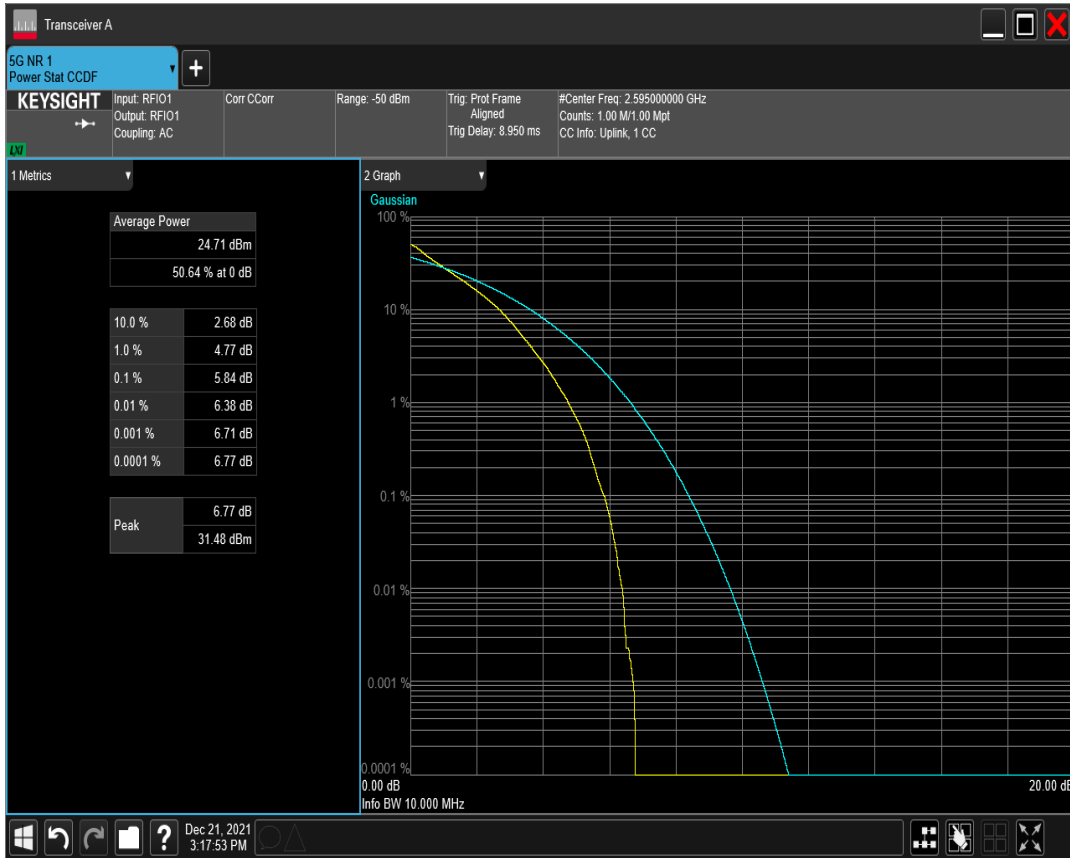 Transceiver A
5G NR 1
Power Stat CCDF
+
KEYSIGHT
LXI
Input: RFIO1
Output: RFIO1
Coupling: AC
Corr CCorr
Range: -50 dBm
Trig: Prot Frame
Aligned
Trig Delay: 8.950 ms
#Center Freq: 2.595000000 GHz
Counts: 1.00 M/1.00 Mpt
CC Info: Uplink, 1 CC
1 Metrics
Average Power
24.71 dBm
50.64 % at 0 dB
10.0 % 2.68 dB
1.0 % 4.77 dB
0.1 % 5.84 dB
0.01 % 6.38 dB
0.001 % 6.71 dB
0.0001 % 6.77 dB
Peak 6.77 dB
31.48 dBm
2 Graph
Gaussian
100 %
10 %
1 %
0.1 %
0.01 %
0.001 %
0.0001 %
0.00 dB 20.00 dB
Info BW 10.000 MHz
?
Dec 21, 2021
3:17:53 PM